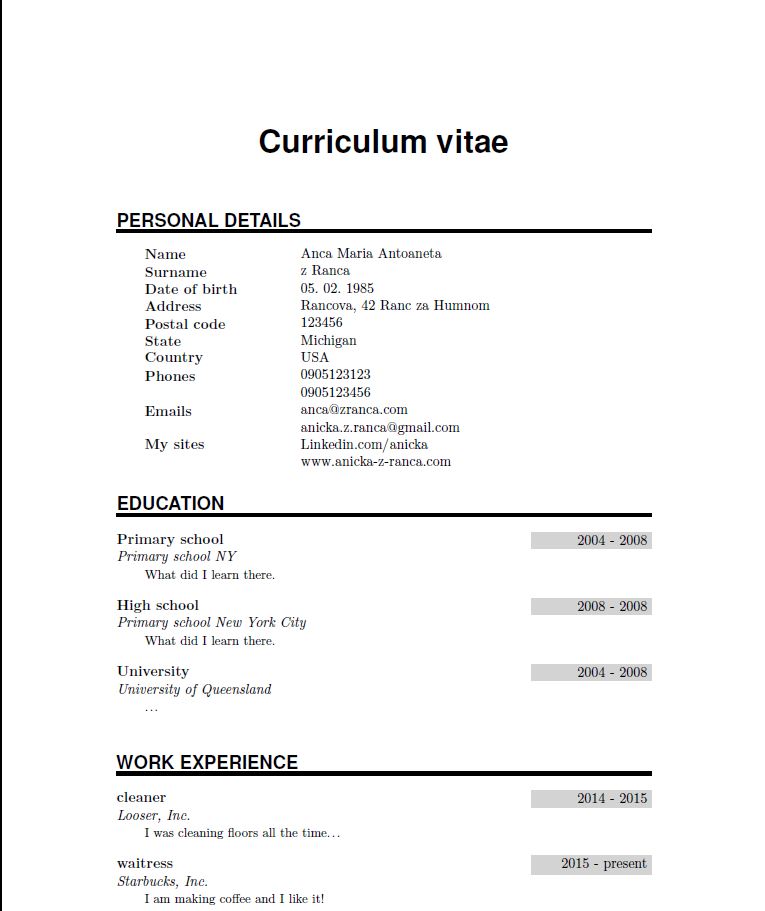 Curriculum vitae
PERSONAL DETAILS
Name Anca Maria Antoaneta
Surname z Ranca
Date of birth 05. 02. 1985
Address Rancova, 42 Ranc za Humnom
Postal code 123456
State Michigan
Country USA
Phones 0905123123
0905123456
Emails anca@zranca.com
anicka.z.ranca@gmail.com
My sites Linkedin.com/anicka
www.anicka-z-ranca.com
EDUCATION
Primary school 2004 - 2008
Primary school NY
What did I learn there.
High school 2008 - 2008
Primary school New York City
What did I learn there.
University 2004 - 2008
University of Queensland
...
WORK EXPERIENCE
cleaner 2014 - 2015
Looser, Inc.
I was cleaning floors all the time...
waitress 2015 - present
Starbucks, Inc.
I am making coffee and I like it!